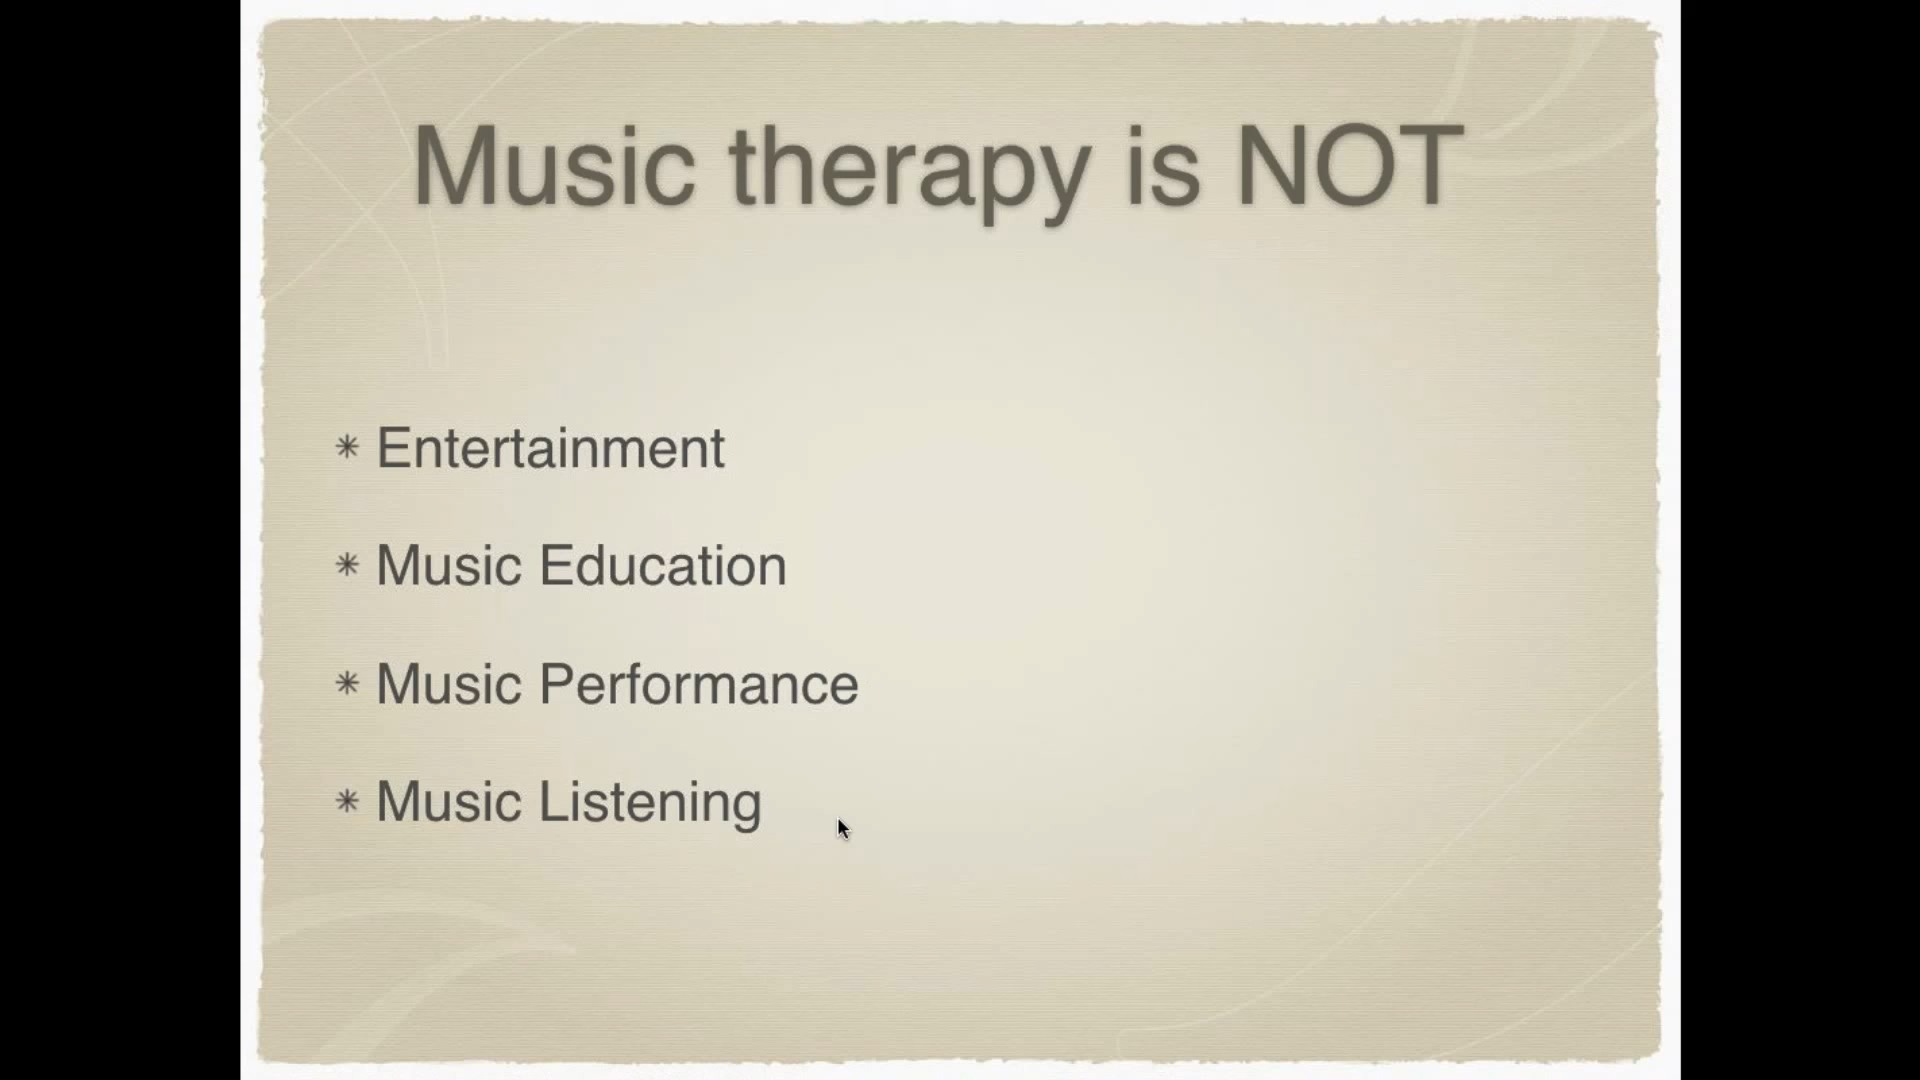 Music therapy is NOT
Entertainment
Music Education
Music Performance
Music Listening